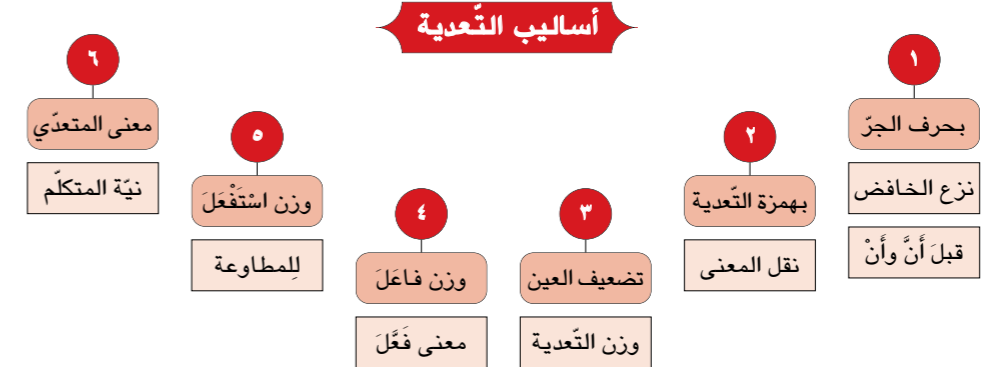 أساليب التّعدية
١
بحرف الجرّ
نزع الخافض
قبلَ أَنَّ وأَنْ
٢
بهمزة التّعدية
نقل المعنى
٣
تضعيف العين
وزن التّعدية
٤
وزن فاعَلَ
معنى فَعَّلَ
٥
وزن اسْتَفْعَلَ
لِلمطاوعة
٦
معنى المتعدّي
نيّة المتكلّم